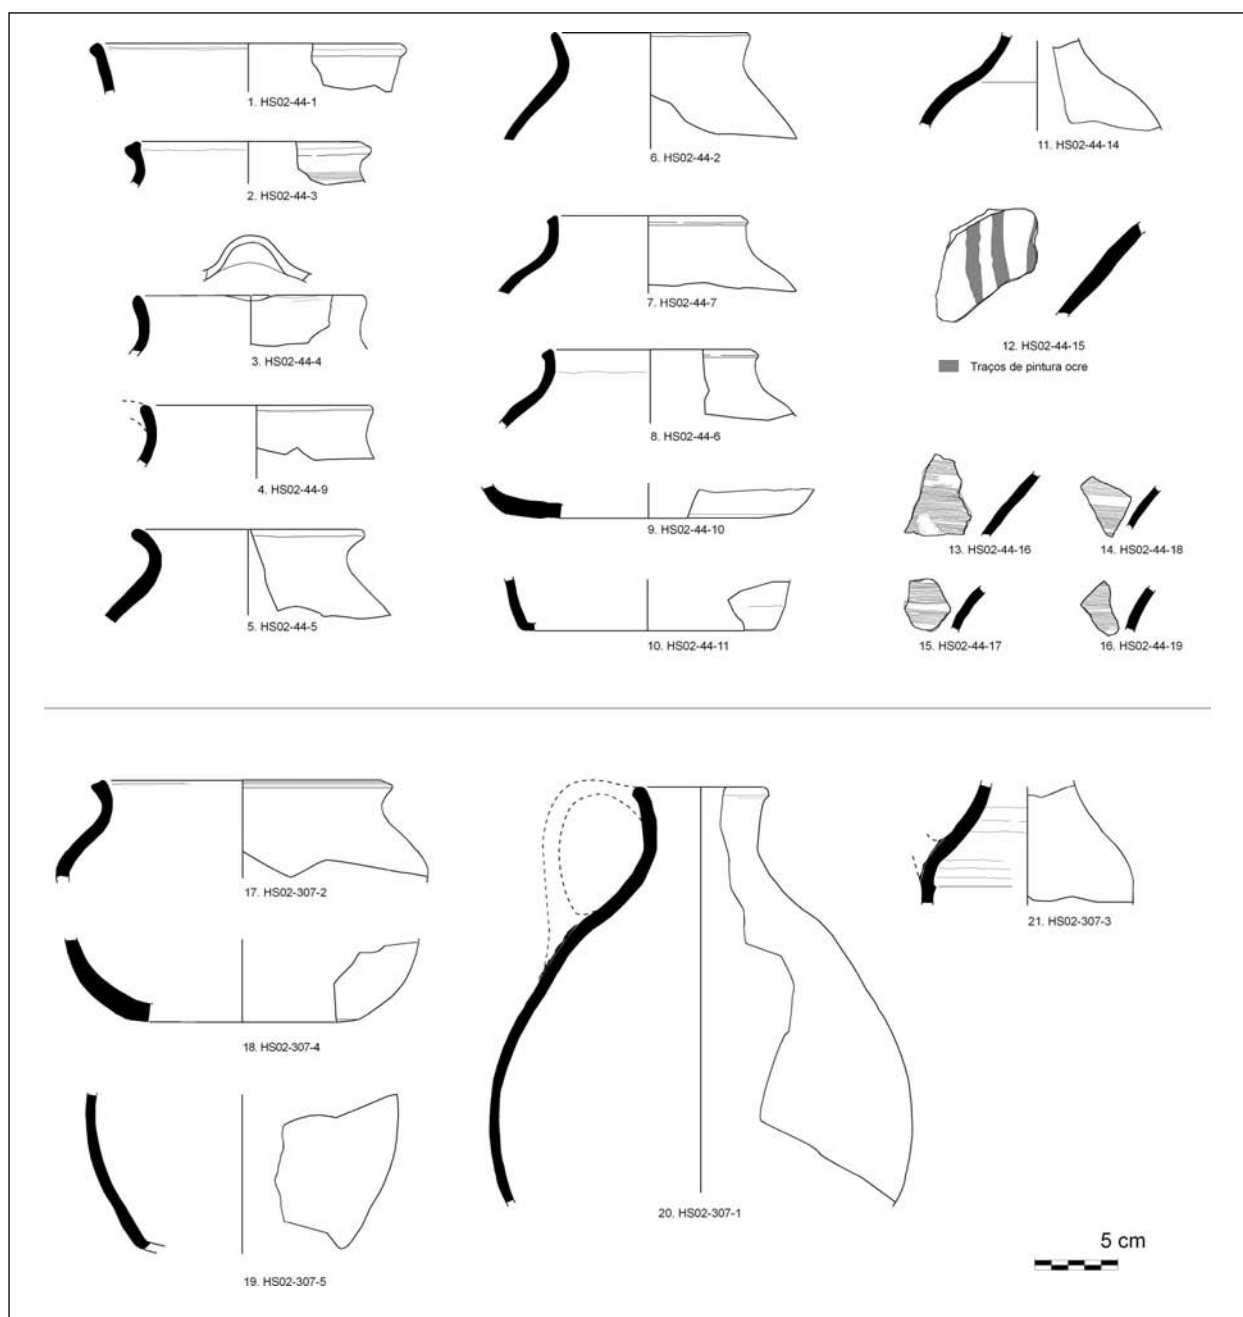 1. HS02-44-1
2. HS02-44-3
3. HS02-44-4
4. HS02-44-9
5. HS02-44-5
6. HS02-44-2
7. HS02-44-7
8. HS02-44-6
9. HS02-44-10
10. HS02-44-11
11. HS02-44-14
12. HS02-44-15
Traços de pintura ocre
13. HS02-44-16
14. HS02-44-18
15. HS02-44-17
16. HS02-44-19
17. HS02-307-2
18. HS02-307-4
19. HS02-307-5
20. HS02-307-1
21. HS02-307-3
5 cm